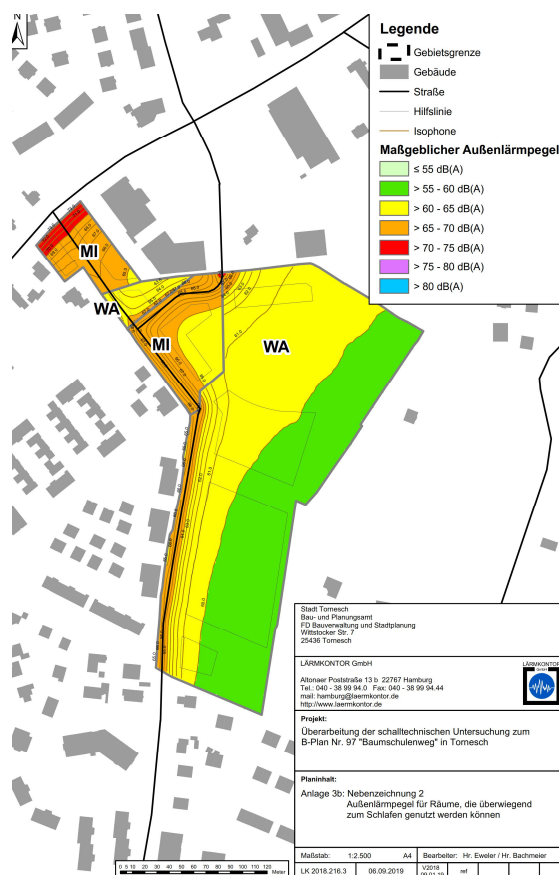 N
Legende
Gebietsgrenze
Gebäude
Straße
Hilfslinie
Isophone
Maßgeblicher Außenlärmpegel
≤ 55 dB(A)
> 55 - 60 dB(A)
> 60 - 65 dB(A)
> 65 - 70 dB(A)
> 70 - 75 dB(A)
> 75 - 80 dB(A)
> 80 dB(A)
MI
WA
MI
WA
Stadt Tornesch
Bau- und Planungsamt
FD Bauverwaltung und Stadtplanung
Wittstocker Str. 7
25436 Tornesch
LÄRMKONTOR GmbH
Altonaer Poststraße 13 b 22767 Hamburg
Tel.: 040 - 38 99 94.0 Fax: 040 - 38 99 94.44
mail: hamburg@laermkontor.de
http://www.laermkontor.de
LÄRMKONTOR
GmbH
Projekt:
Überarbeitung der schalltechnischen Untersuchung zum
B-Plan Nr. 97 "Baumschulenweg" in Tornesch
Planinhalt:
Anlage 3b: Nebenzeichnung 2
Außenlärmpegel für Räume, die überwiegend
zum Schlafen genutzt werden können
Maßstab: 1:2.500 A4 Bearbeiter: Hr. Eweler / Hr. Bachmeier
LK 2018.216.3 06.09.2019 V2018 ref
0 5 10 20 30 40 50 60 70 80 90 100 110 120
Meter